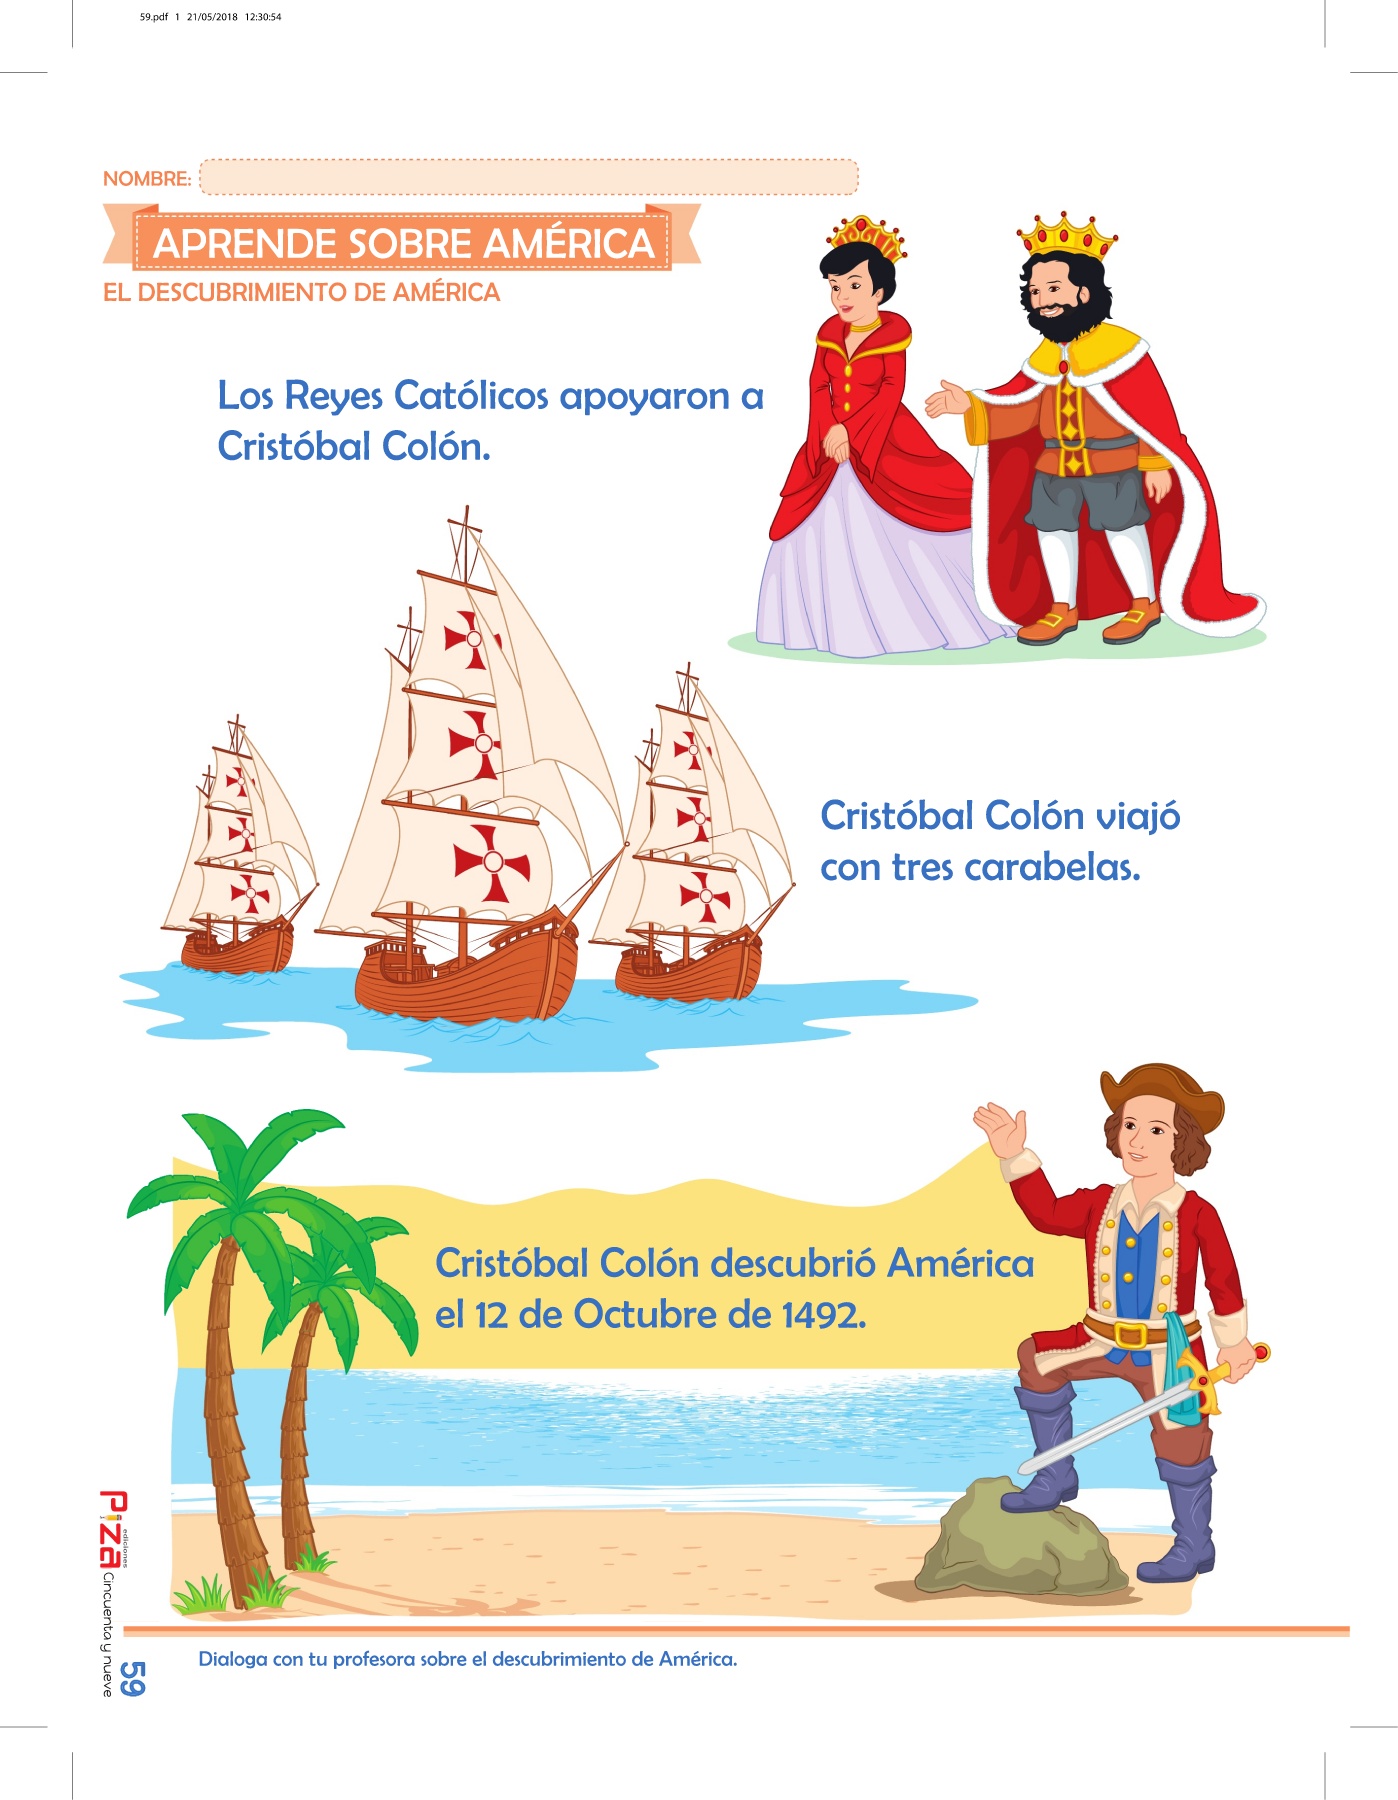 59.pdf 1 21/05/2018 12:30:54
NOMBRE:
APRENDE SOBRE AMÉRICA
EL DESCUBRIMIENTO DE AMÉRICA
Los Reyes Católicos apoyaron a
Cristóbal Colón.
Cristóbal Colón viajó
con tres carabelas.
Cristóbal Colón descubrió América
el 12 de Octubre de 1492.
Piza
ediciones
Cincuenta y nueve
59
Dialoga con tu profesora sobre el descubrimiento de América.